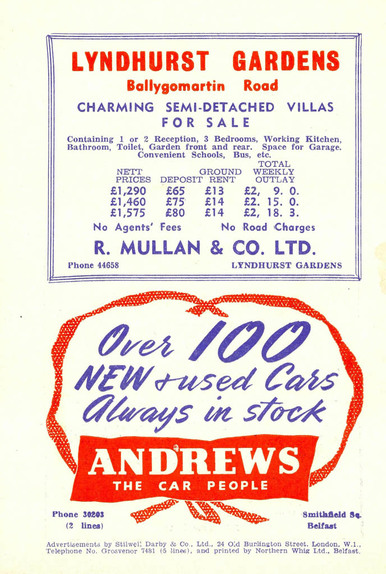 LYNDHURST GARDENS
Ballygomartin Road
CHARMING SEMI-DETACHED VILLAS
FOR SALE
Containing 1 or 2 Reception, 3 Bedrooms, Working Kitchen,
Bathroom, Toilet, Garden front and rear. Space for Garage.
Convenient Schools, Bus, etc.
NETT PRICES DEPOSIT GROUND RENT TOTAL WEEKLY OUTLAY
£1,290 £65 £13 £2, 9. 0.
£1,460 £75 £14 £2. 15. 0.
£1,575 £80 £14 £2, 18. 3.
No Agents' Fees No Road Charges
R. MULLAN & CO. LTD.
Phone 44658 LYNDHURST GARDENS
Over 100
NEW & used Cars
Always in stock
ANDREWS
THE CAR PEOPLE
Phone 30203 Smithfield Sq.
(2 lines) Belfast
Advertisements by Stilwell Darby & Co., Ltd., 24 Old Burlington Street, London, W.1.,
Telephone No. Grosvenor 7481 (5 lines), and printed by Northern Whig Ltd., Belfast.